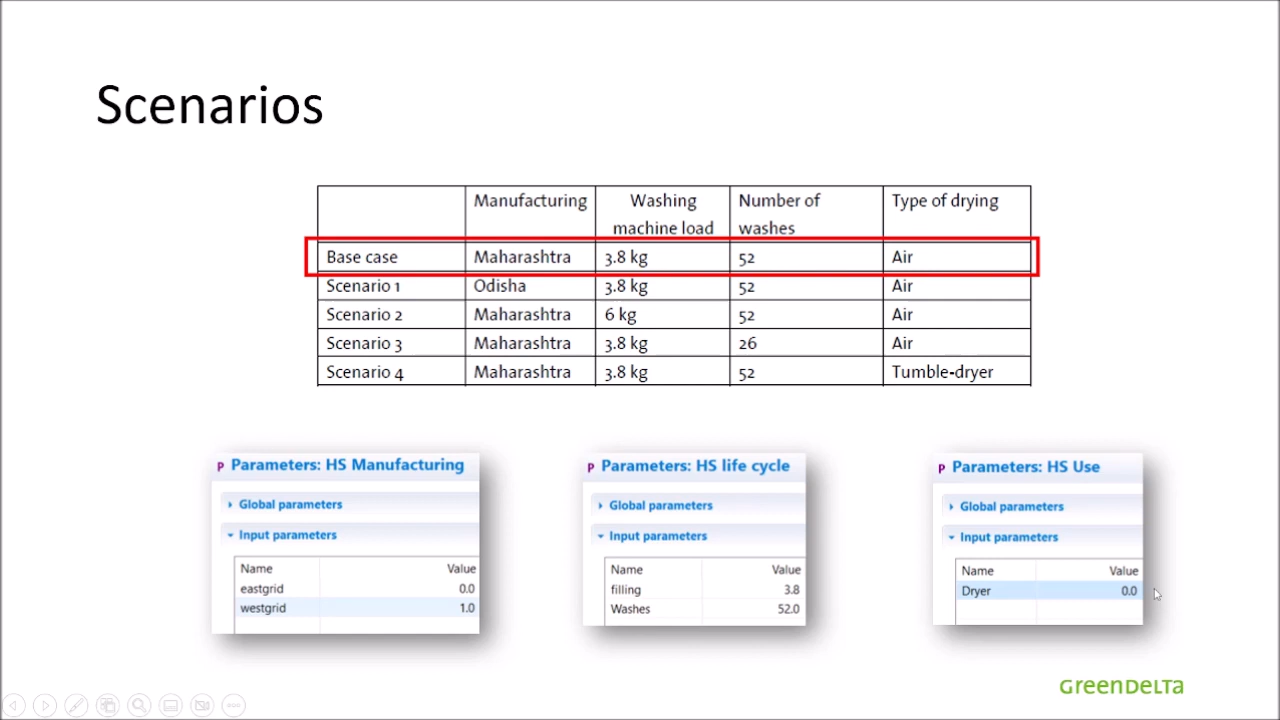 Scenarios
Manufacturing Washing machine load Number of washes Type of drying
Base case Maharashtra 3.8 kg 52 Air
Scenario 1 Odisha 3.8 kg 52 Air
Scenario 2 Maharashtra 6 kg 52 Air
Scenario 3 Maharashtra 3.8 kg 26 Air
Scenario 4 Maharashtra 3.8 kg 52 Tumble-dryer
P Parameters: HS Manufacturing
Global parameters
Input parameters
Name Value
eastgrid 0.0
westgrid 1.0
P Parameters: HS life cycle
Global parameters
Input parameters
Name Value
filling 3.8
Washes 52.0
P Parameters: HS Use
Global parameters
Input parameters
Name Value
Dryer 0.0
GreenDelta